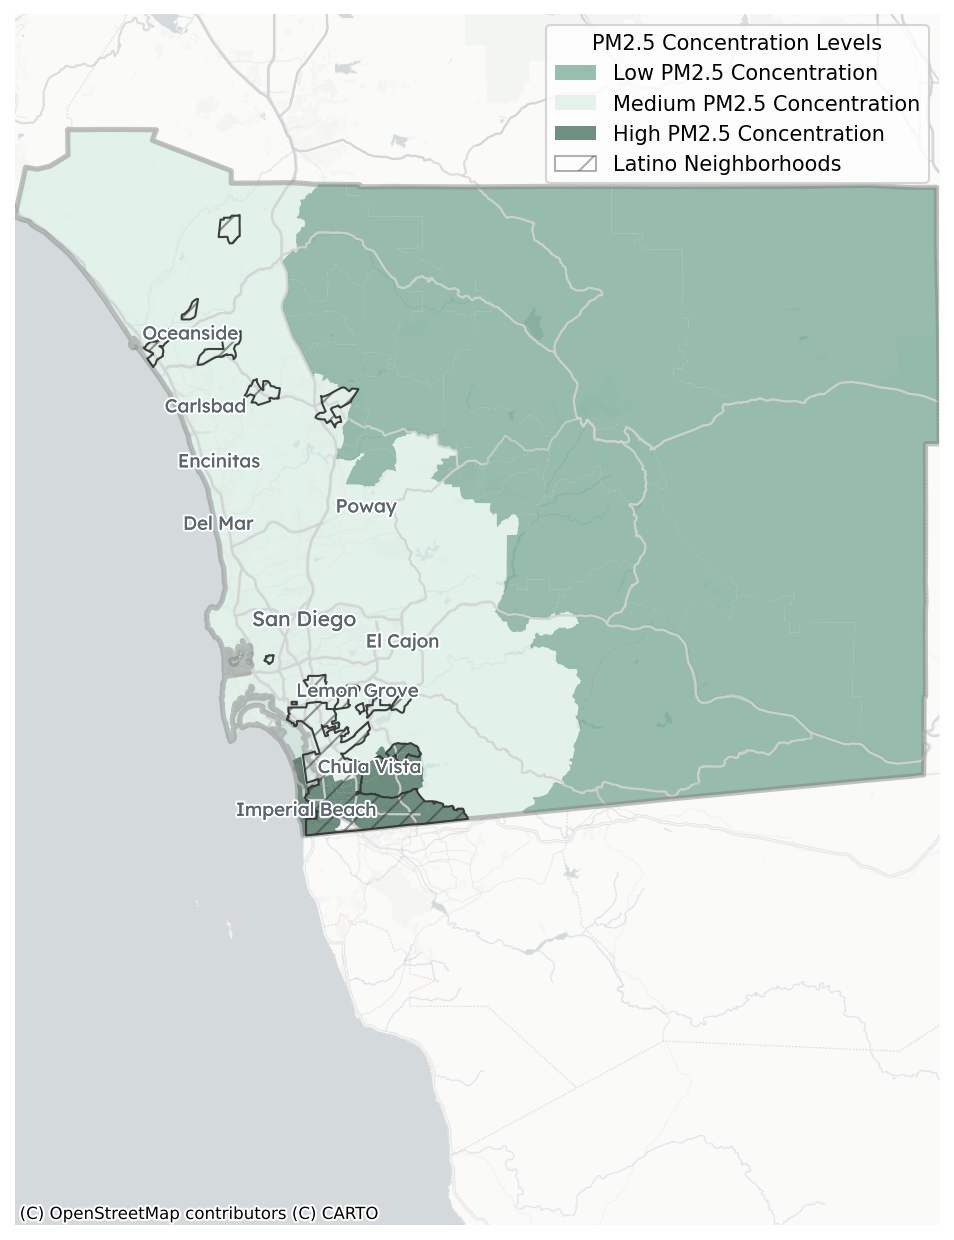 PM2.5 Concentration Levels
Low PM2.5 Concentration
Medium PM2.5 Concentration
High PM2.5 Concentration
Latino Neighborhoods
Oceanside
Carlsbad
Encinitas
Poway
Del Mar
San Diego
El Cajon
Lemon Grove
Chula Vista
Imperial Beach
(C) OpenStreetMap contributors (C) CARTO